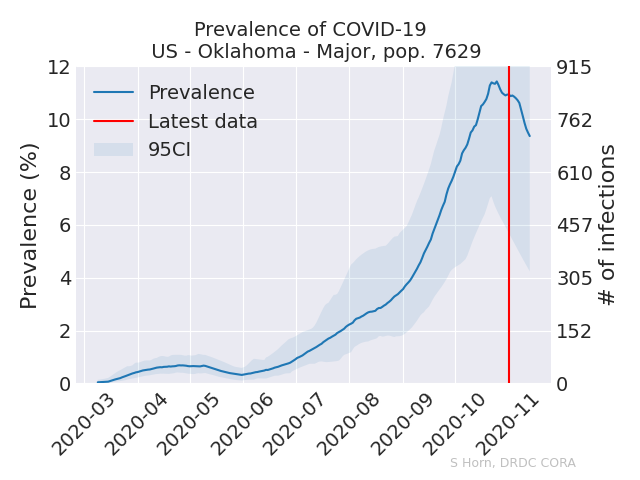 Prevalence of COVID-19
US - Oklahoma - Major, pop. 7629
Prevalence
Latest data
95CI
Prevalence (%)
12
10
8
6
4
2
0
915
762
610
457
305
152
0
# of infections
2020-03
2020-04
2020-05
2020-06
2020-07
2020-08
2020-09
2020-10
2020-11
S Horn, DRDC CORA